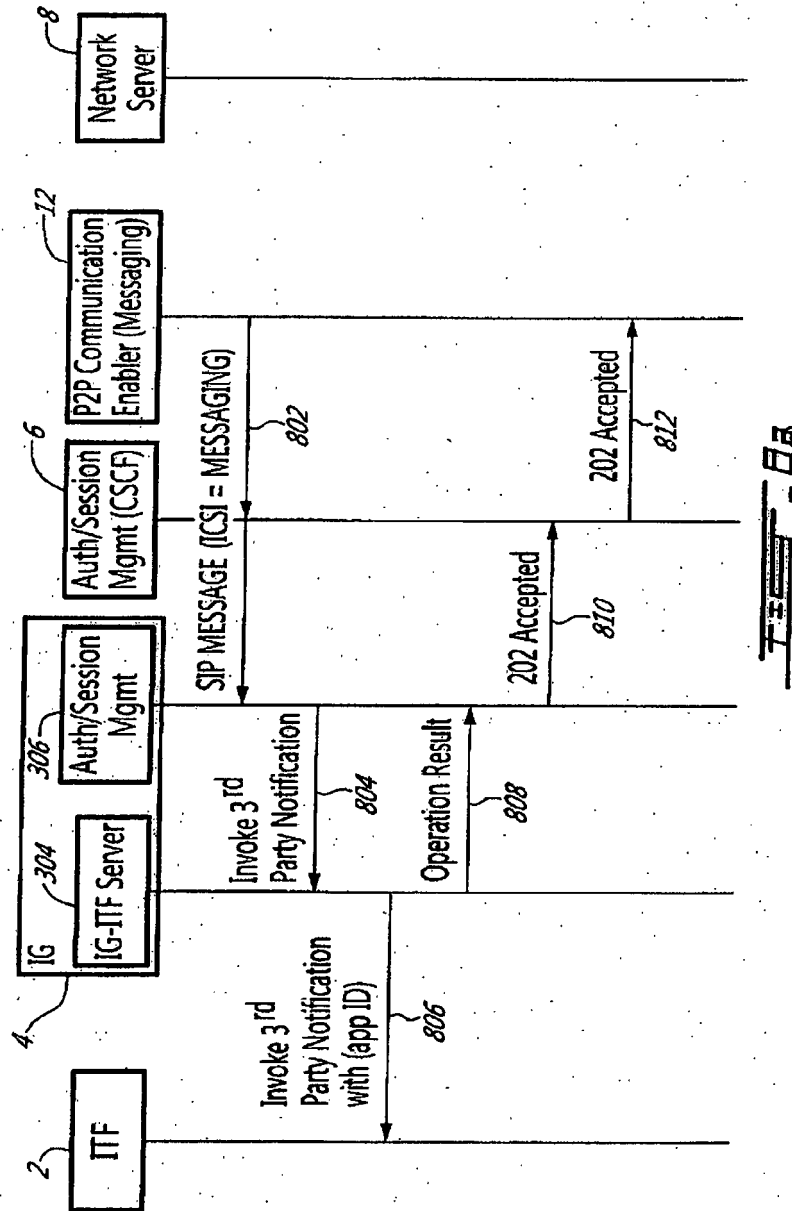 2
ITF
4
IG
304
IG-ITF Server
306
Auth/Session
Mgmt
6
Auth/Session
Mgmt (CSCF)
12
P2P Communication
Enabler (Messaging)
8
Network
Server
SIP MESSAGE (ICSI = MESSAGING)
802
Invoke 3rd
Party Notification
804
Invoke 3rd
Party Notification
with (app ID)
806
Operation Result
808
202 Accepted
810
202 Accepted
812